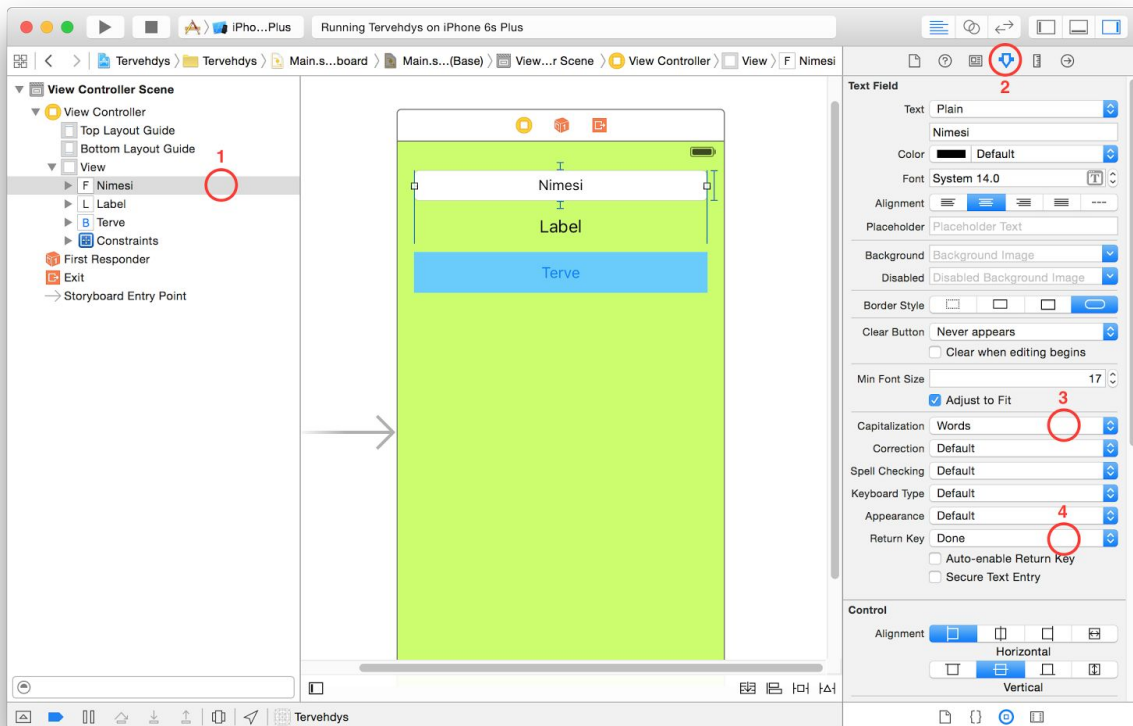 iPho...Plus
Running Tervehdys on iPhone 6s Plus
Tervehdys
Tervehdys
Main.s...board
Main.s...(Base)
View...r Scene
View Controller
View
F Nimesi
View Controller Scene
View Controller
Top Layout Guide
Bottom Layout Guide
View
F Nimesi
L Label
B Terve
Constraints
First Responder
Exit
Storyboard Entry Point
1
Nimesi
Label
Terve
2
Text Field
Text Plain
Nimesi
Color Default
Font System 14.0 T
Alignment
Placeholder Placeholder Text
Background Background Image
Disabled Disabled Background Image
Border Style
Clear Button Never appears
Clear when editing begins
Min Font Size 17
Adjust to Fit
3
Capitalization Words
Correction Default
Spell Checking Default
Keyboard Type Default
Appearance Default
4
Return Key Done
Auto-enable Return Key
Secure Text Entry
Control
Alignment
Horizontal
Vertical
Tervehdys
{}